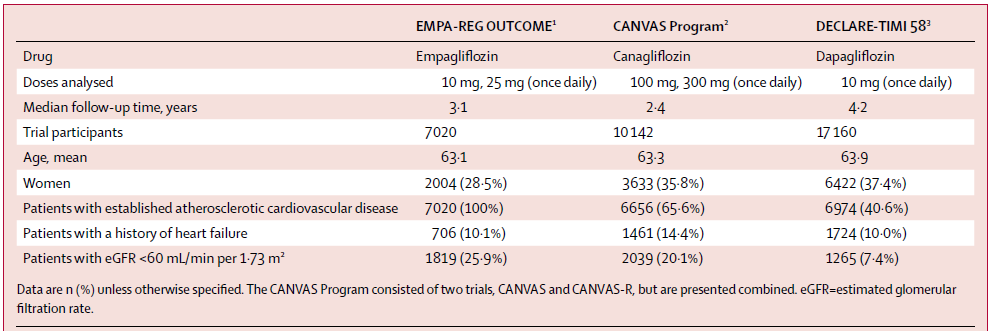 EMPA-REG OUTCOME¹ CANVAS Program² DECLARE-TIMI 58³
Drug Empagliflozin Canagliflozin Dapagliflozin
Doses analysed 10 mg, 25 mg (once daily) 100 mg, 300 mg (once daily) 10 mg (once daily)
Median follow-up time, years 3·1 2·4 4·2
Trial participants 7020 10 142 17 160
Age, mean 63·1 63·3 63·9
Women 2004 (28·5%) 3633 (35·8%) 6422 (37·4%)
Patients with established atherosclerotic cardiovascular disease 7020 (100%) 6656 (65·6%) 6974 (40·6%)
Patients with a history of heart failure 706 (10·1%) 1461 (14·4%) 1724 (10·0%)
Patients with eGFR <60 mL/min per 1·73 m² 1819 (25·9%) 2039 (20·1%) 1265 (7·4%)
Data are n (%) unless otherwise specified. The CANVAS Program consisted of two trials, CANVAS and CANVAS-R, but are presented combined. eGFR=estimated glomerular
filtration rate.